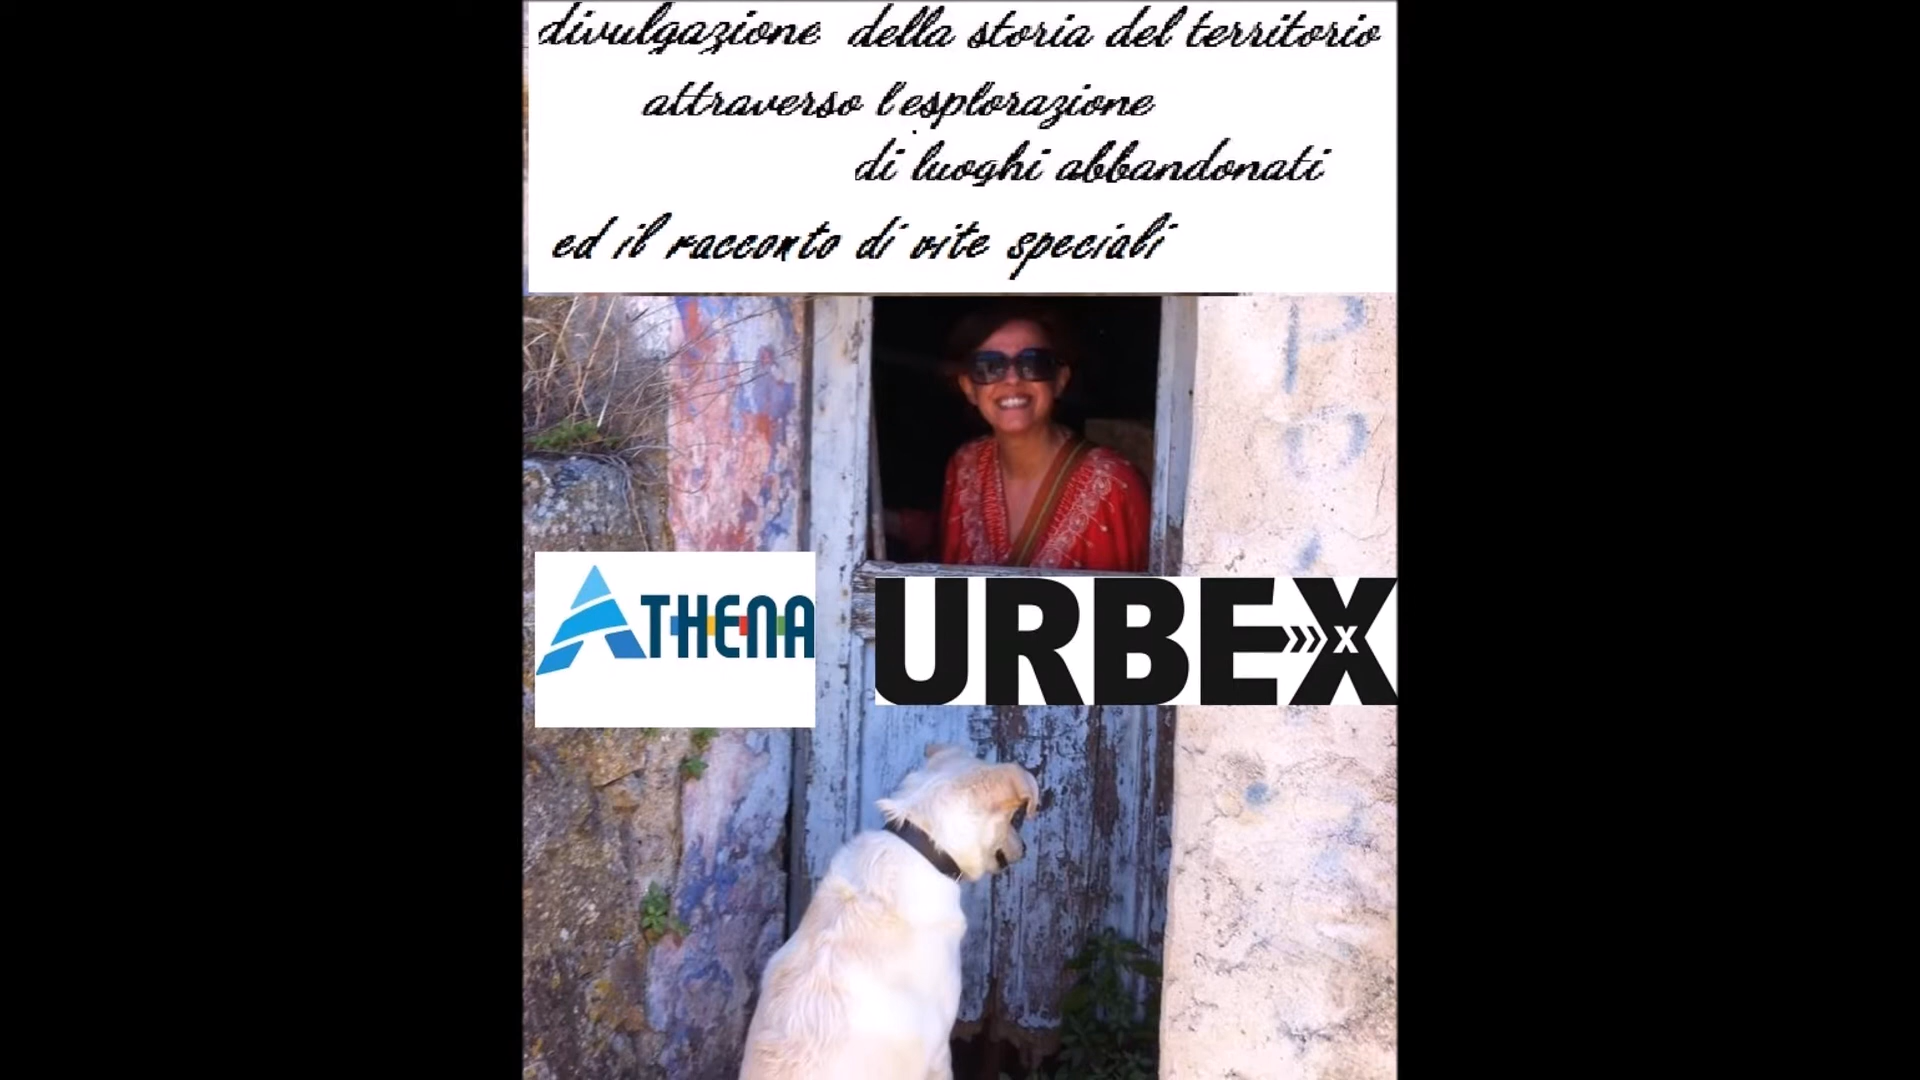 divulgazione della storia del territorio
attraverso l'esplorazione
di luoghi abbandonati
ed il racconto di vite speciali
ATHENA
URBEX
x